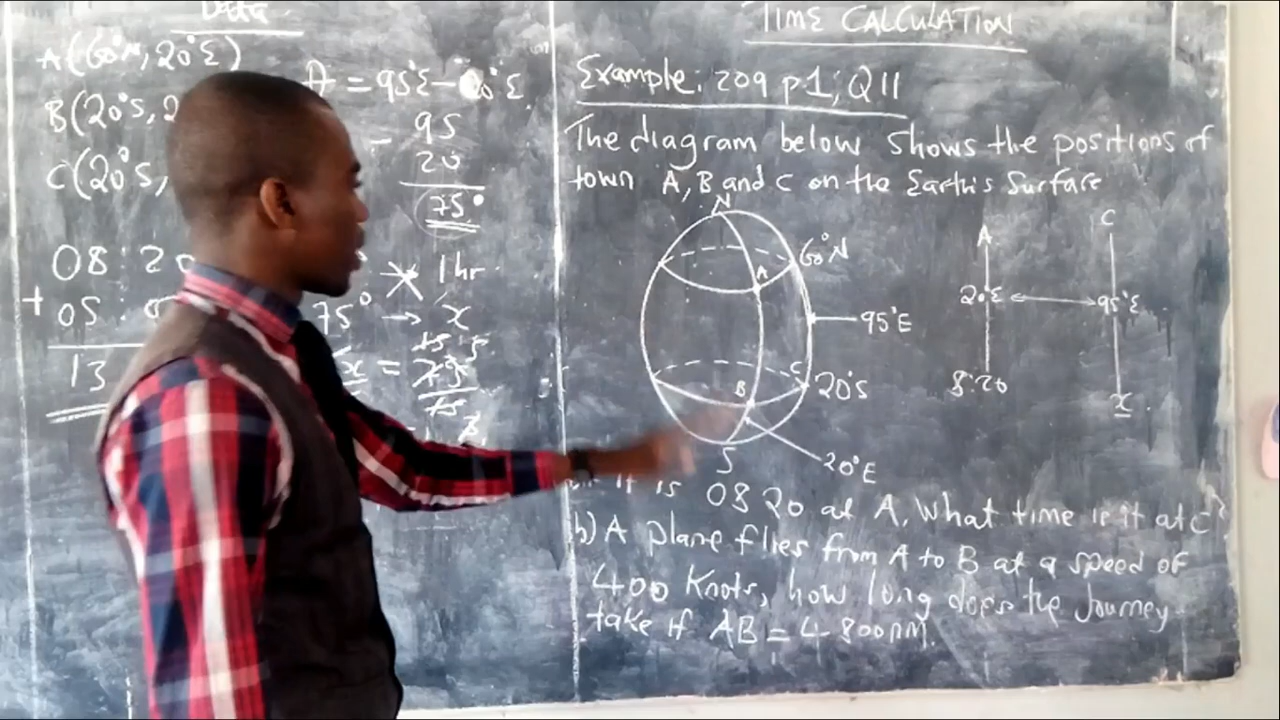 Data
A(60°N, 20°E)
B(20°S, 2
C(20°S,
08:20
+ 05:
13
= 95°E - 20°E
- 95
20
75°
1hr
75° → x
x = 75
15
TIME CALCULATION
Example: 209 p1; Q11
The diagram below shows the positions of
town A, B and C on the Earth's Surface
N
60°N
A
95°E
C
B
20°S
S
20°E
A
C
20°E
95°E
8:20
x
it is 0820 at A. What time is it at C?
b) A plane flies from A to B at a speed of
400 Knots, how long does the Journey
take if AB = 4 800nm.